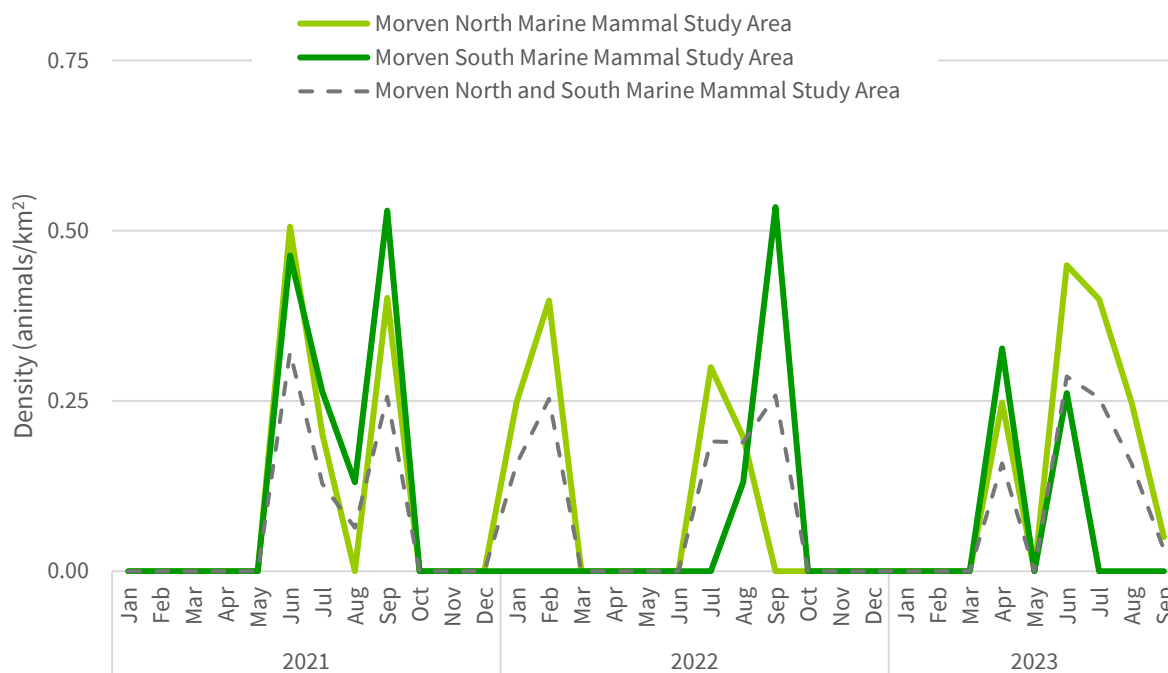 Morven North Marine Mammal Study Area
Morven South Marine Mammal Study Area
Morven North and South Marine Mammal Study Area
Density (animals/km²)
0.75
0.50
0.25
0.00
Jan Feb Mar Apr May Jun Jul Aug Sep Oct Nov Dec Jan Feb Mar Apr May Jun Jul Aug Sep Oct Nov Dec Jan Feb Mar Apr May Jun Jul Aug Sep
2021 2022 2023